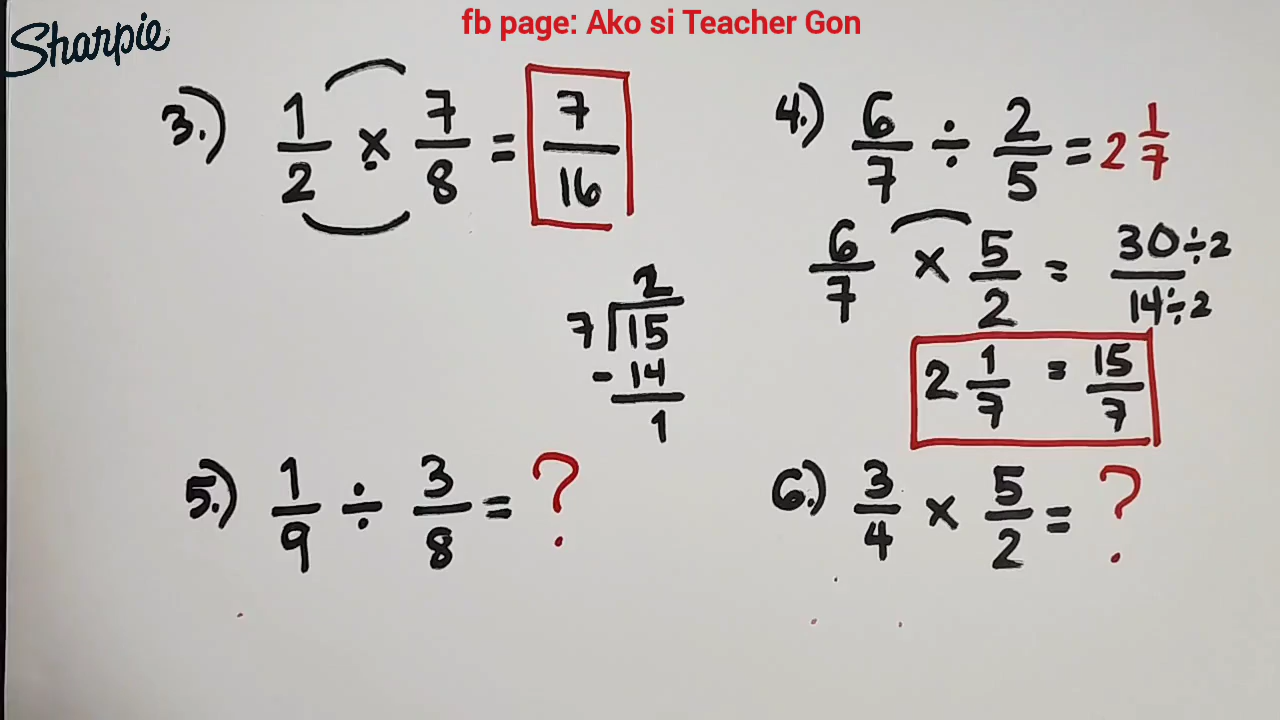 fb page: Ako si Teacher Gon
Sharpie
3.) 1/2 × 7/8 = 7/16
4.) 6/7 ÷ 2/5 = 2 1/7
6/7 × 5/2 = 30÷2/14÷2
2 1/7 = 15/7
2
7 15
- 14
1
5.) 1/9 ÷ 3/8 = ?
6.) 3/4 × 5/2 = ?